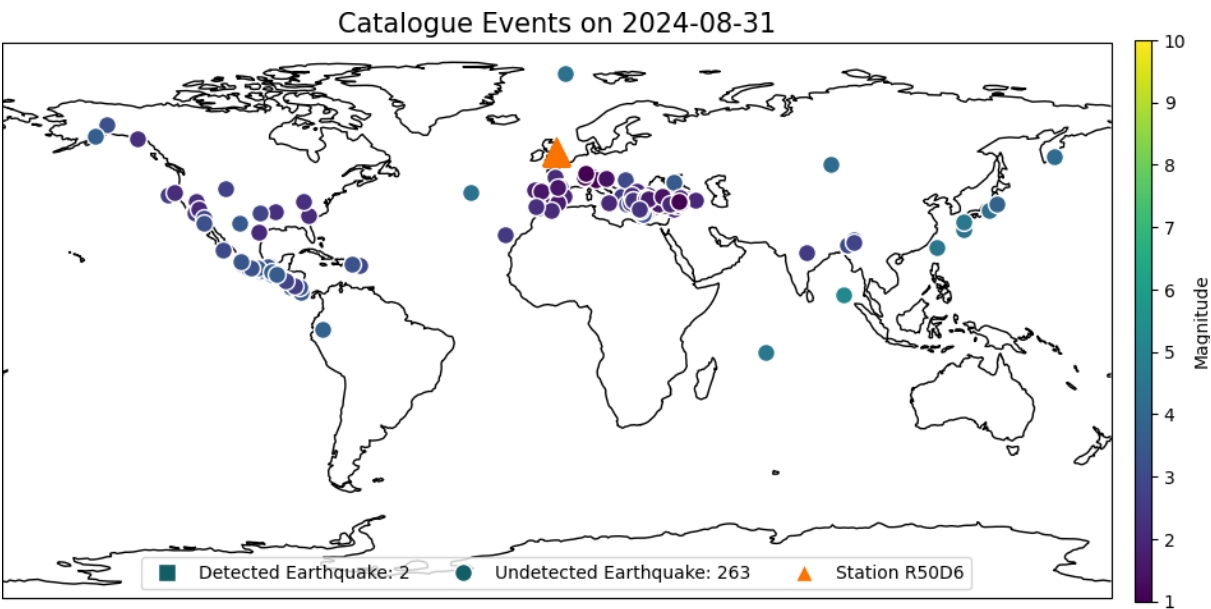 Catalogue Events on 2024-08-31
10
9
8
7
6
5
4
3
2
1
Magnitude
Detected Earthquake: 2
Undetected Earthquake: 263
Station R50D6